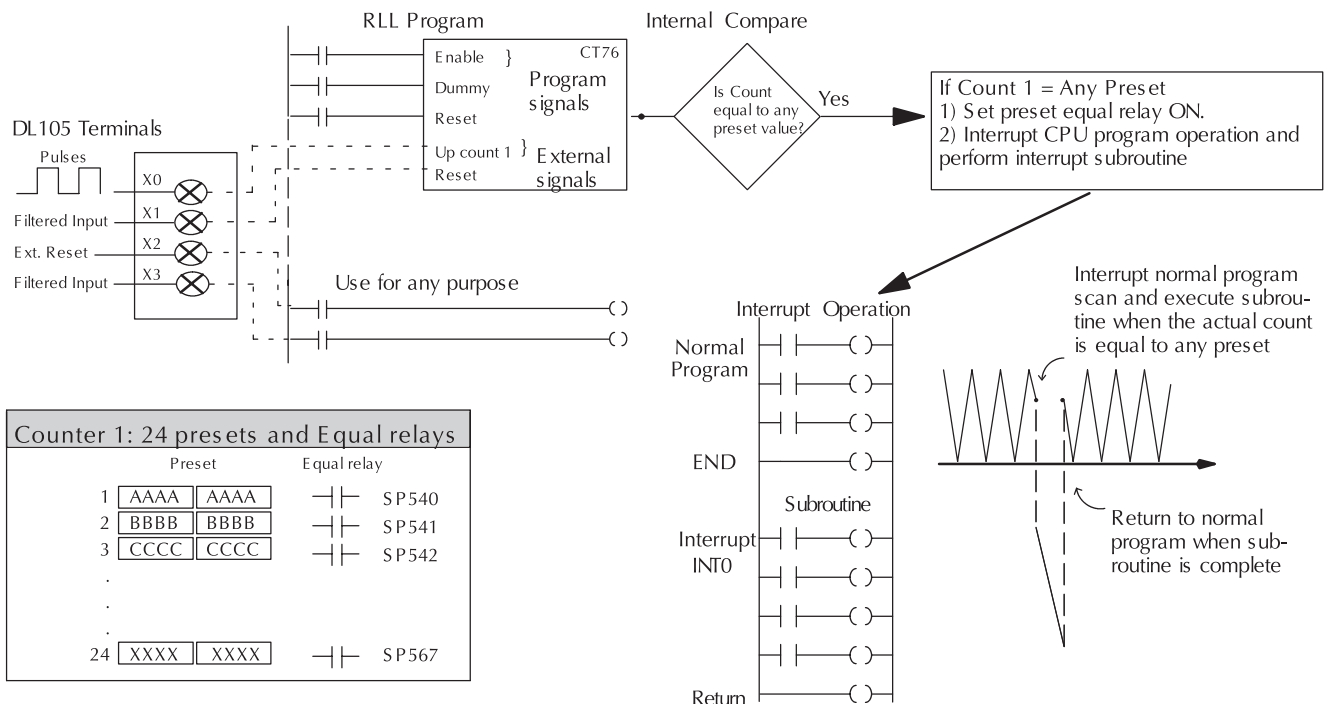 RLL Program
Internal Compare
Enable }
CT76
Dummy
Program
signals
Reset
Up count 1 }
External
signals
Reset
Is Count
equal to any
preset value?
Yes
If Count 1 = Any Preset
1) Set preset equal relay ON.
2) Interrupt CPU program operation and
perform interrupt subroutine
DL105 Terminals
Pulses
X0
Filtered Input
X1
Ext. Reset
X2
Filtered Input
X3
Use for any purpose
Interrupt Operation
Normal
Program
END
Subroutine
Interrupt
INT0
Return
Interrupt normal program
scan and execute subrou-
tine when the actual count
is equal to any preset
Return to normal
program when sub-
routine is complete
Counter 1: 24 presets and Equal relays
Preset Equal relay
1 AAAA AAAA SP540
2 BBBB BBBB SP541
3 CCCC CCCC SP542
.
.
.
24 XXXX XXXX SP567